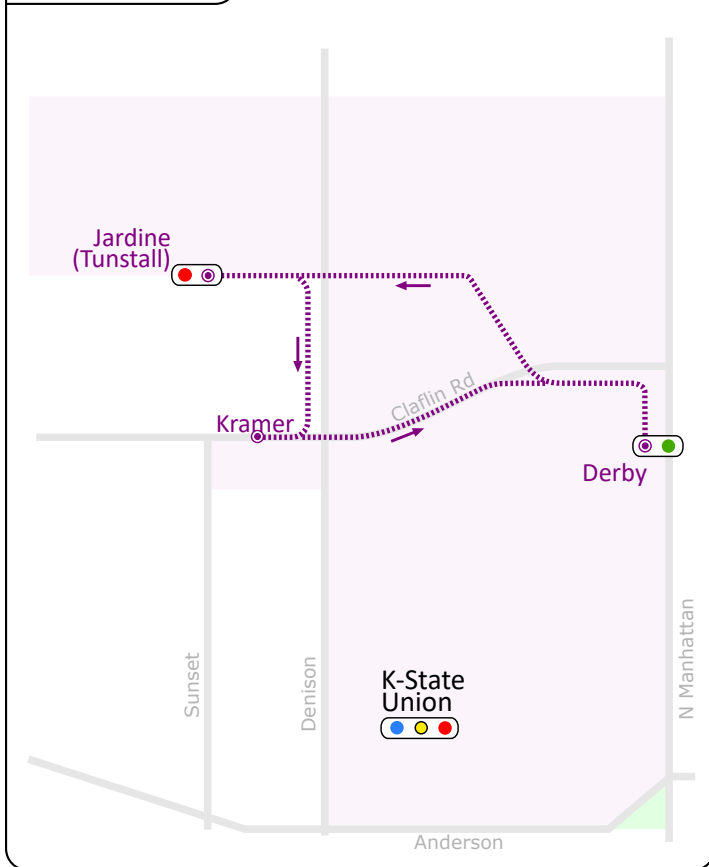 Jardine
(Tunstall)
Claflin Rd
Kramer
Derby
Sunset
Denison
N Manhattan
K-State
Union
Anderson